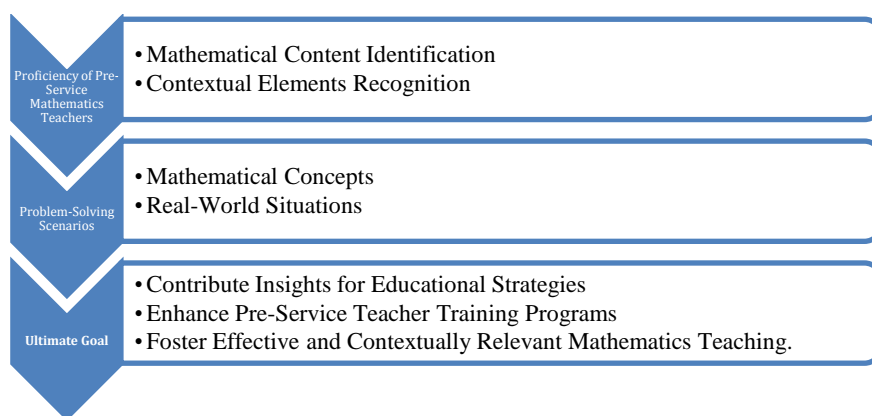 Proficiency of Pre-
Service
Mathematics
Teachers
• Mathematical Content Identification
• Contextual Elements Recognition
Problem-Solving
Scenarios
• Mathematical Concepts
• Real-World Situations
Ultimate Goal
• Contribute Insights for Educational Strategies
• Enhance Pre-Service Teacher Training Programs
• Foster Effective and Contextually Relevant Mathematics Teaching.